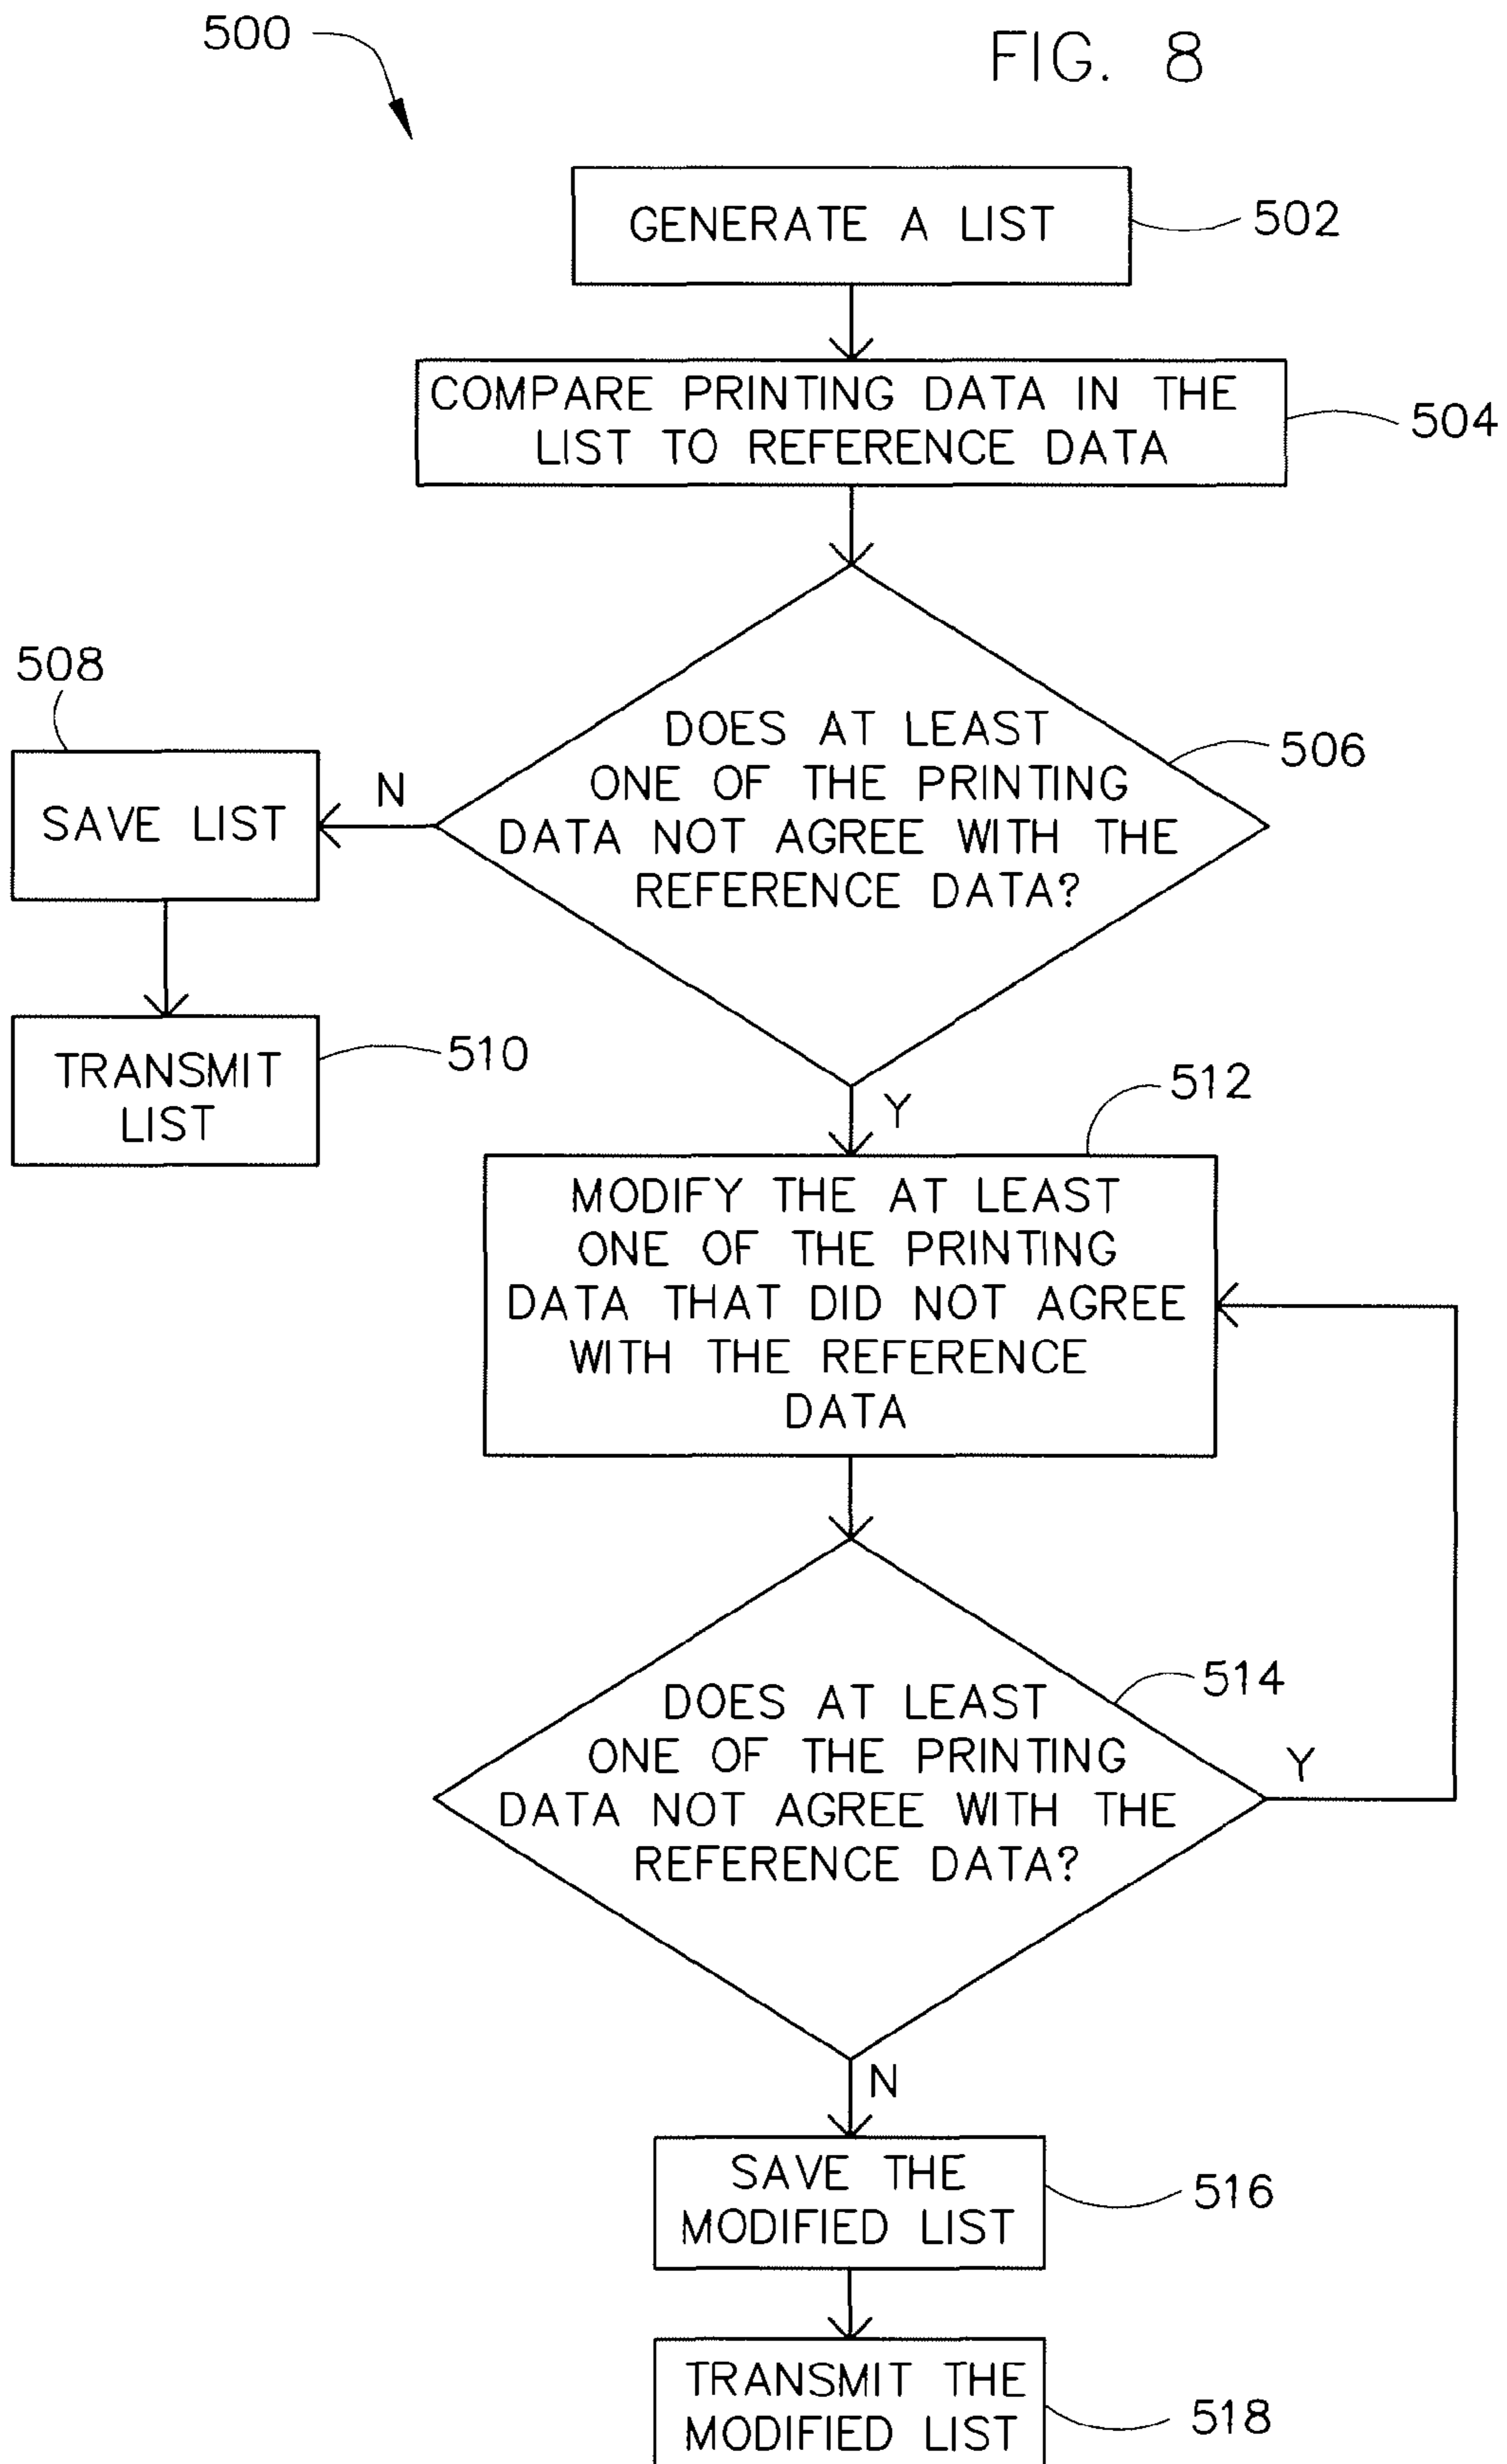 500
FIG. 8
GENERATE A LIST
502
COMPARE PRINTING DATA IN THE
LIST TO REFERENCE DATA
504
DOES AT LEAST
ONE OF THE PRINTING
DATA NOT AGREE WITH THE
REFERENCE DATA?
506
N
508
SAVE LIST
TRANSMIT
LIST
510
Y
512
MODIFY THE AT LEAST
ONE OF THE PRINTING
DATA THAT DID NOT AGREE
WITH THE REFERENCE
DATA
DOES AT LEAST
ONE OF THE PRINTING
DATA NOT AGREE WITH THE
REFERENCE DATA?
514
Y
N
SAVE THE
MODIFIED LIST
516
TRANSMIT THE
MODIFIED LIST
518